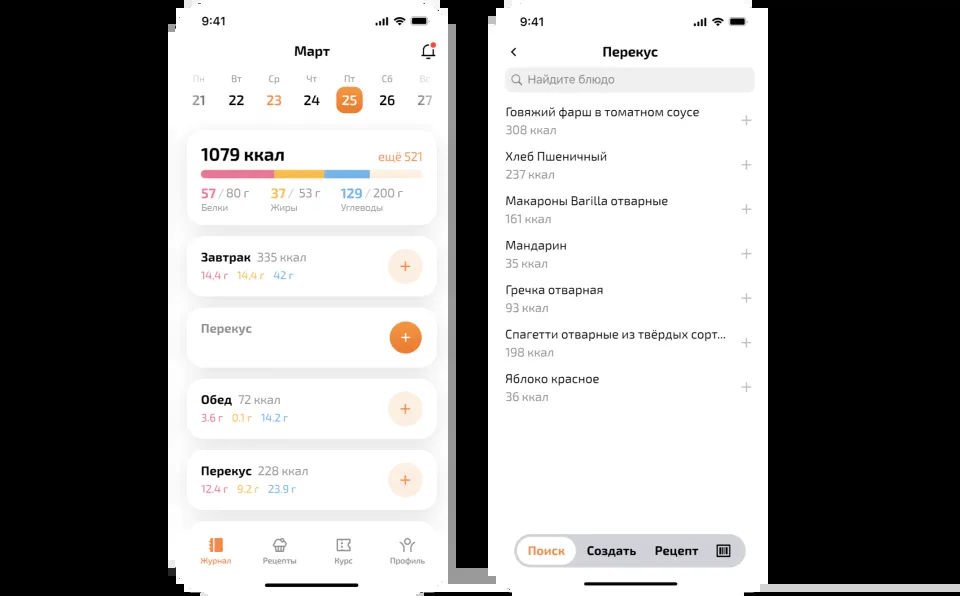 9:41
Март
Пн Вт Ср Чт Пт Сб Вс
21 22 23 24 25 26 27
1079 ккал
ещё 521
57 / 80 г 37 / 53 г 129 / 200 г
Белки Жиры Углеводы
Завтрак 335 ккал
14,4 г 14,4 г 42 г
Перекус
Обед 72 ккал
3.6 г 0.1 г 14.2 г
Перекус 228 ккал
12.4 г 9.2 г 23.9 г
Журнал Рецепты Курс Профиль
9:41
Перекус
Найдите блюдо
Говяжий фарш в томатном соусе
308 ккал
Хлеб Пшеничный
237 ккал
Макароны Barilla отварные
161 ккал
Мандарин
35 ккал
Гречка отварная
93 ккал
Спагетти отварные из твёрдых сорт...
198 ккал
Яблоко красное
36 ккал
Поиск Создать Рецепт